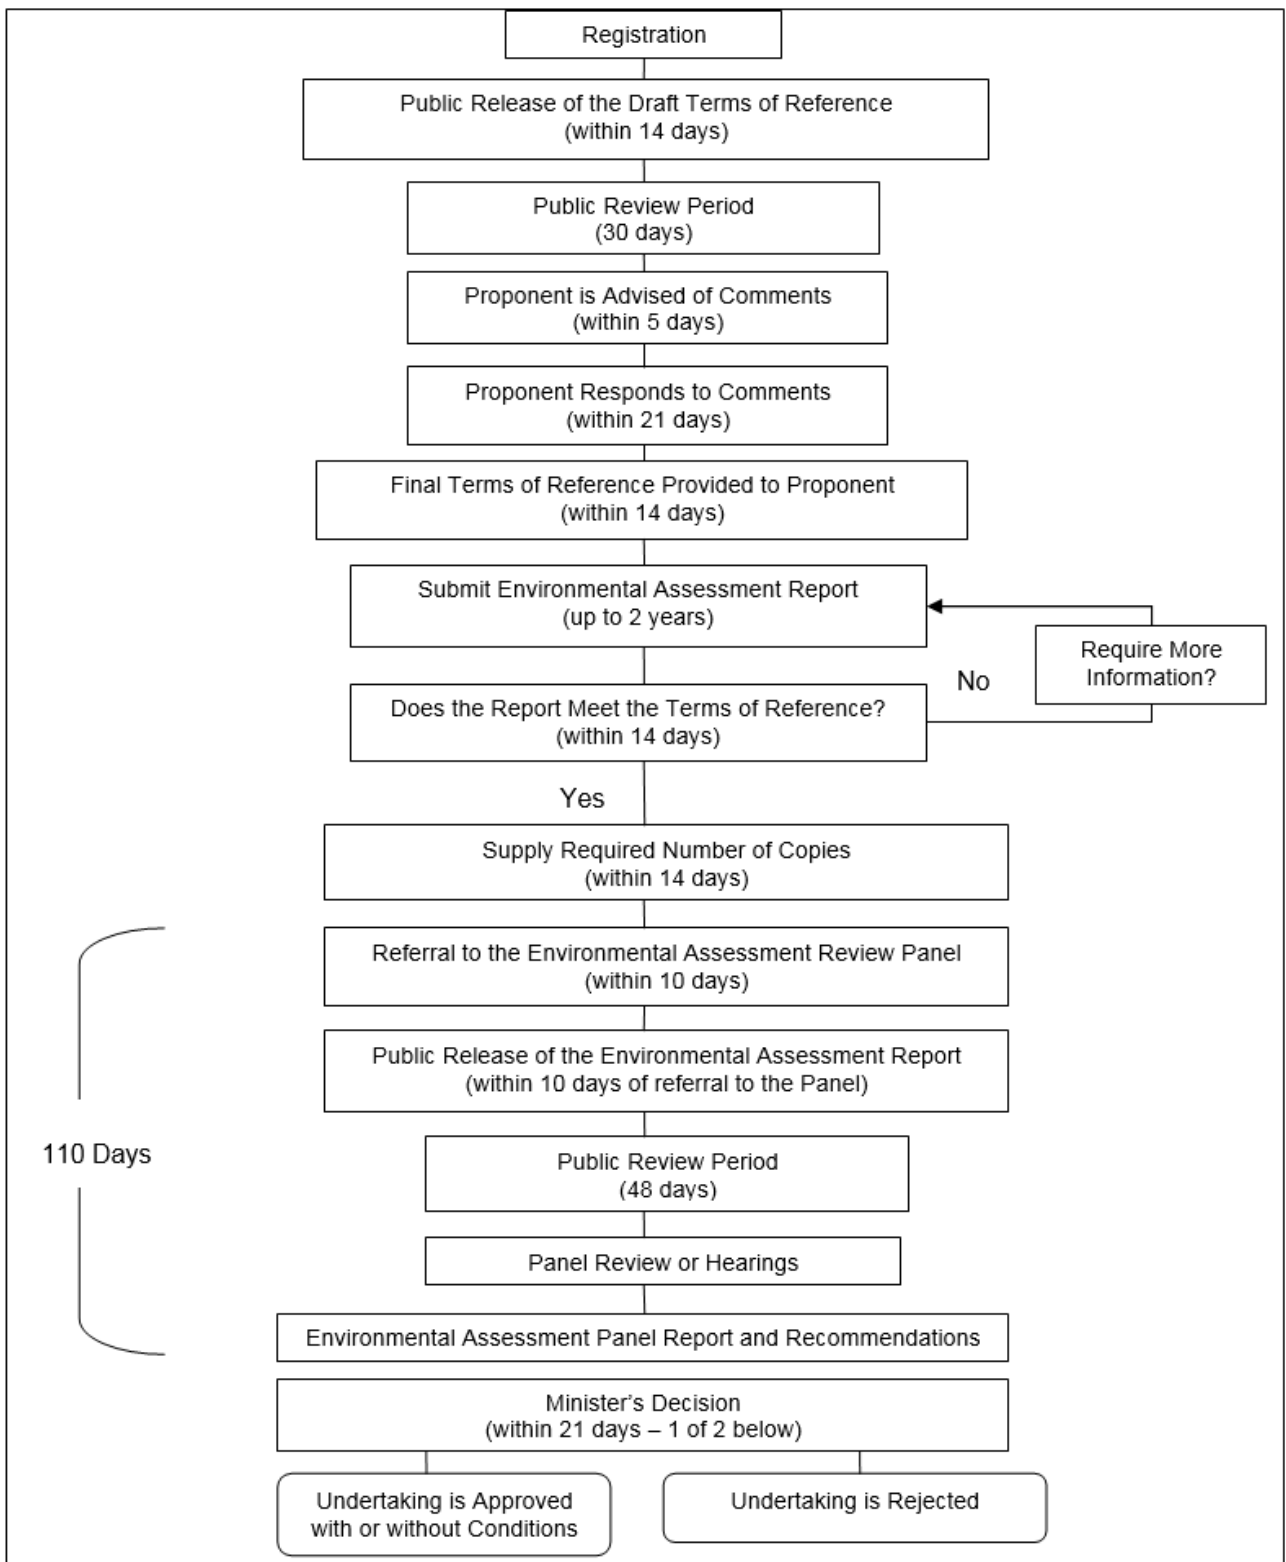 Registration
Public Release of the Draft Terms of Reference
(within 14 days)
Public Review Period
(30 days)
Proponent is Advised of Comments
(within 5 days)
Proponent Responds to Comments
(within 21 days)
Final Terms of Reference Provided to Proponent
(within 14 days)
Submit Environmental Assessment Report
(up to 2 years)
Require More
Information?
No
Does the Report Meet the Terms of Reference?
(within 14 days)
Yes
Supply Required Number of Copies
(within 14 days)
Referral to the Environmental Assessment Review Panel
(within 10 days)
Public Release of the Environmental Assessment Report
(within 10 days of referral to the Panel)
110 Days
Public Review Period
(48 days)
Panel Review or Hearings
Environmental Assessment Panel Report and Recommendations
Minister’s Decision
(within 21 days – 1 of 2 below)
Undertaking is Approved
with or without Conditions
Undertaking is Rejected